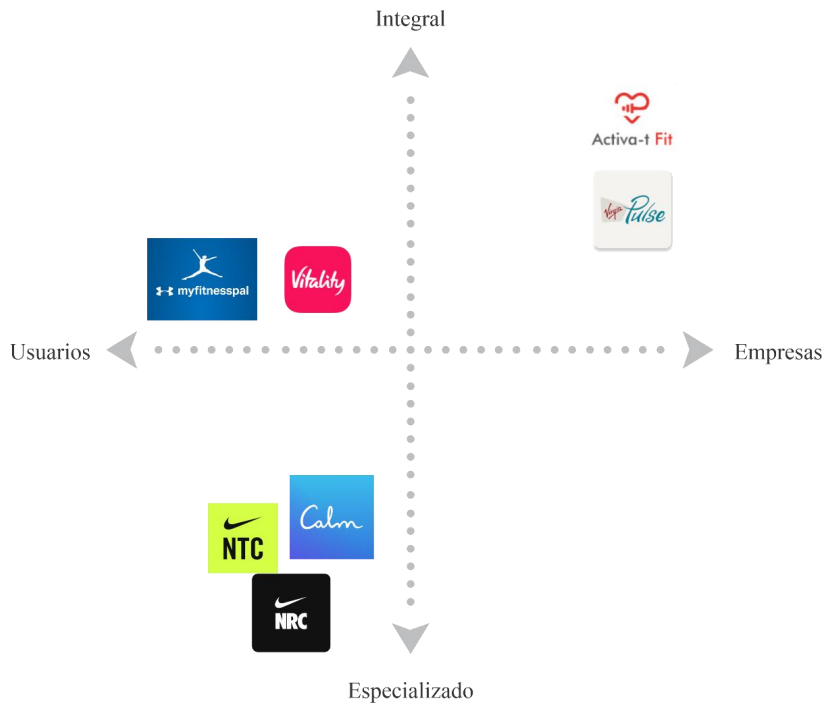 Integral
Activa-t Fit
Virgin Pulse
myfitnesspal
Vitality
Usuarios
Empresas
Calm
NTC
NRC
Especializado